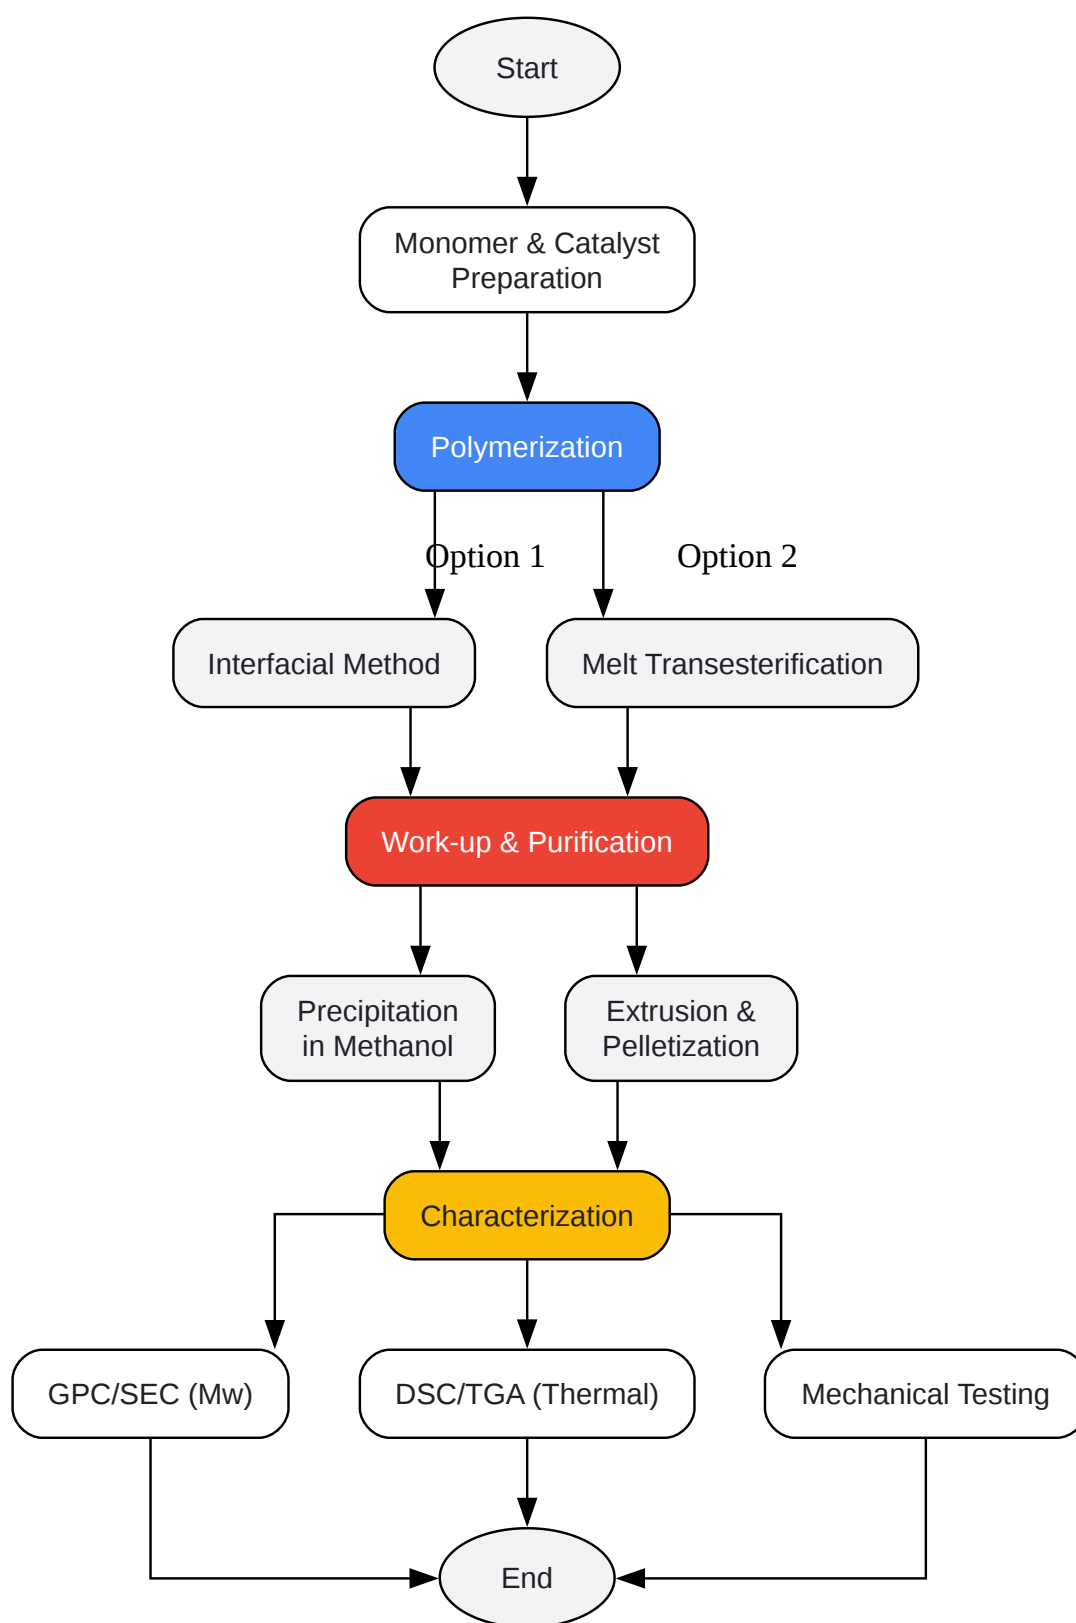 Start
Monomer & Catalyst
Preparation
Polymerization
Option 1
Option 2
Interfacial Method
Melt Transesterification
Work-up & Purification
Precipitation
in Methanol
Extrusion &
Pelletization
Characterization
GPC/SEC (Mw)
DSC/TGA (Thermal)
Mechanical Testing
End